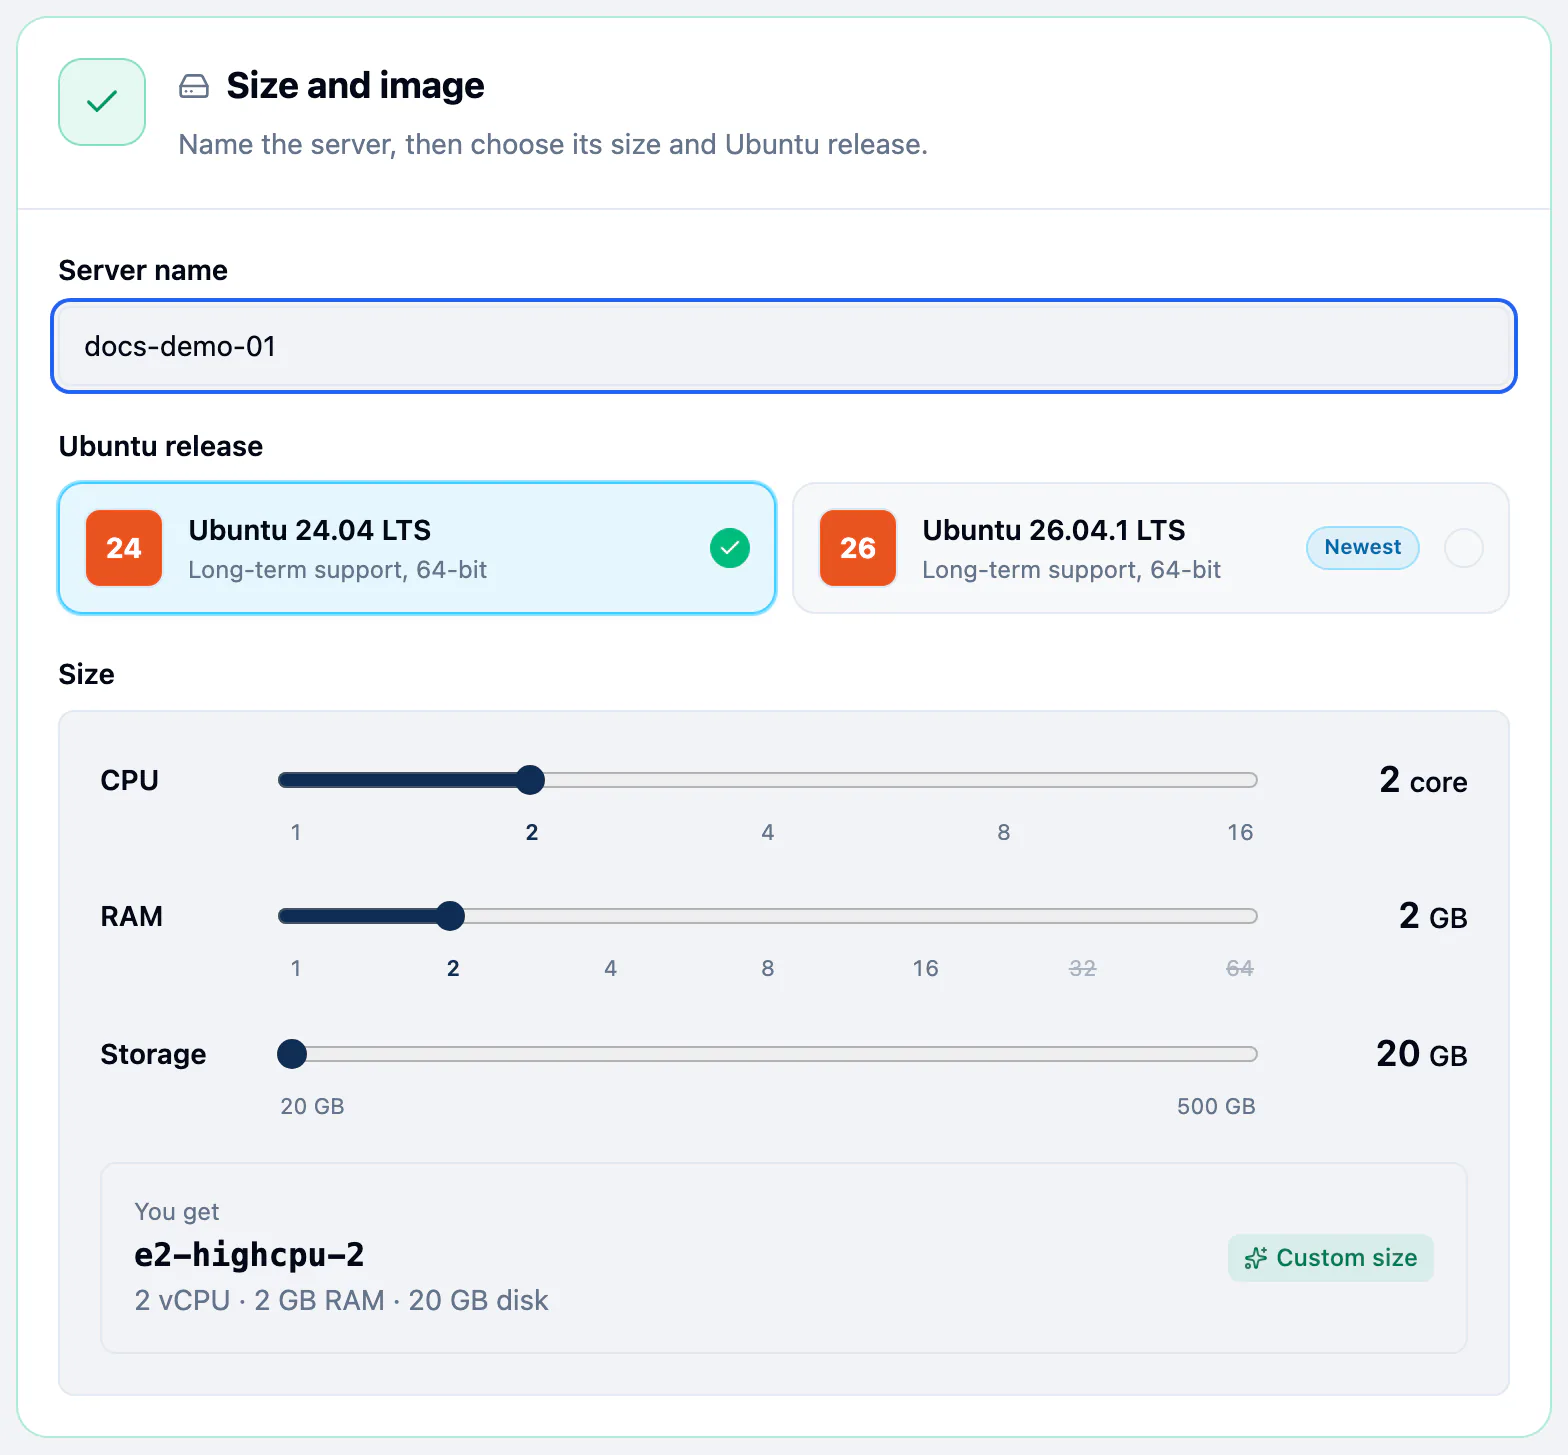 Size and image
Name the server, then choose its size and Ubuntu release.
Server name
docs-demo-01
Ubuntu release
24
Ubuntu 24.04 LTS
Long-term support, 64-bit
26
Ubuntu 26.04.1 LTS
Long-term support, 64-bit
Newest
Size
CPU
2 core
1 2 4 8 16
RAM
2 GB
1 2 4 8 16 32 64
Storage
20 GB
20 GB 500 GB
You get
e2-highcpu-2
2 vCPU · 2 GB RAM · 20 GB disk
Custom size